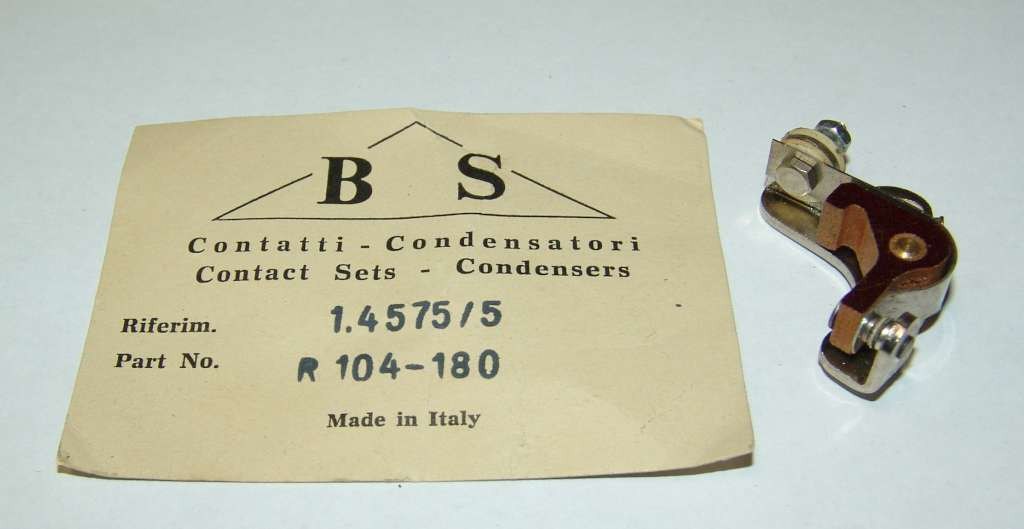 B S
Contatti - Condensatori
Contact Sets - Condensers
Riferim. 1.4575/5
Part No. R 104-180
Made in Italy